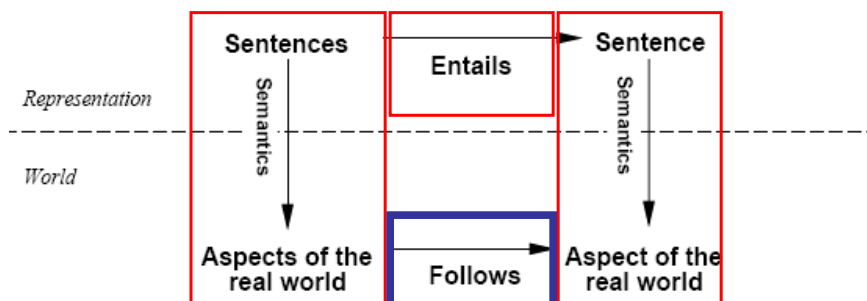 Sentences
Entails
Sentence
Semantics
Semantics
Representation
World
Aspects of the
real world
Follows
Aspect of the
real world